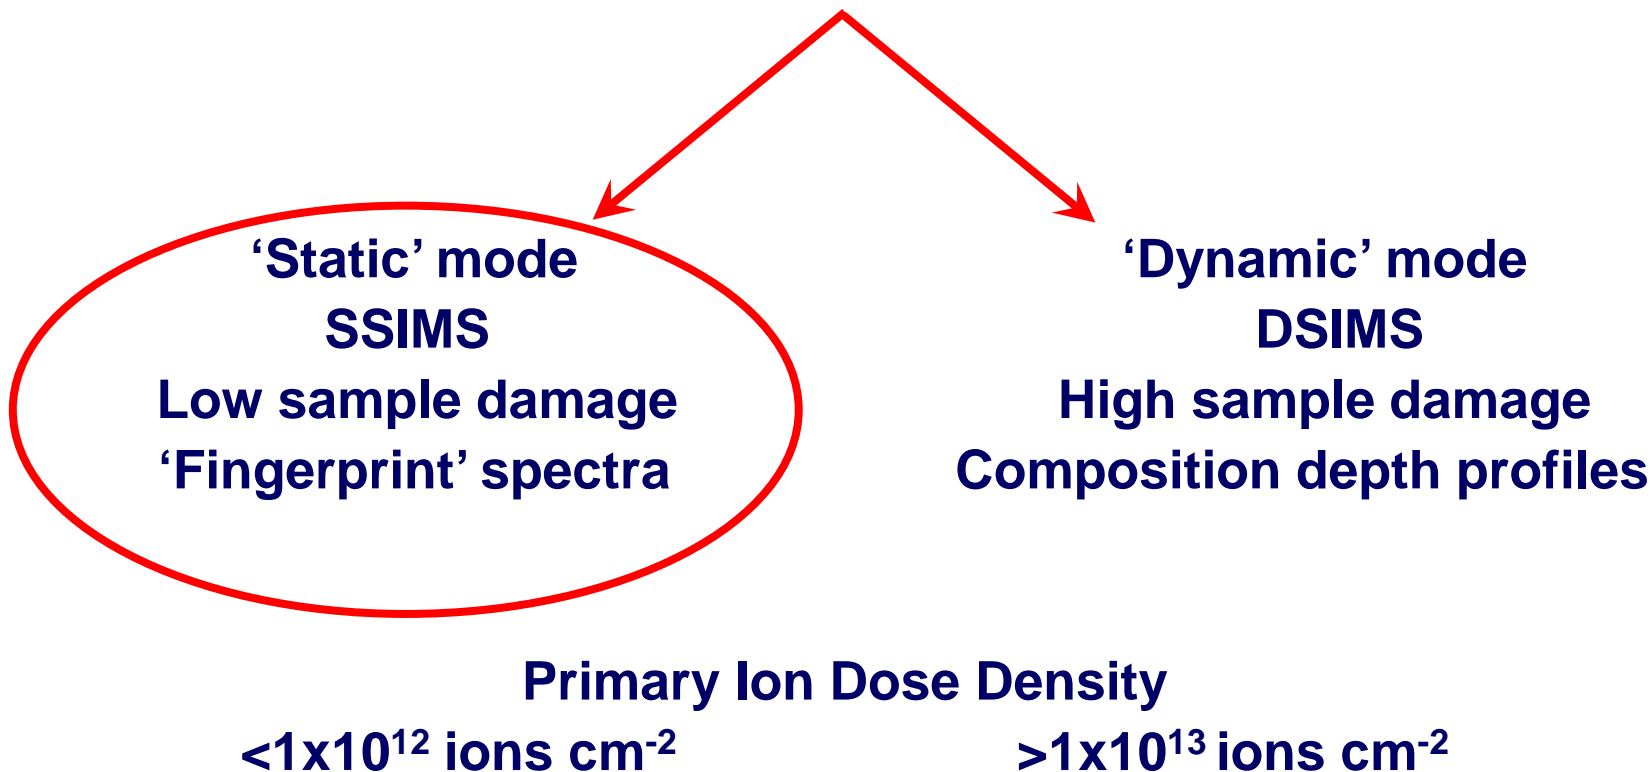 ‘Static’ mode
SSIMS
Low sample damage
‘Fingerprint’ spectra
‘Dynamic’ mode
DSIMS
High sample damage
Composition depth profiles
Primary Ion Dose Density
<1x10¹² ions cm⁻²
>1x10¹³ ions cm⁻²